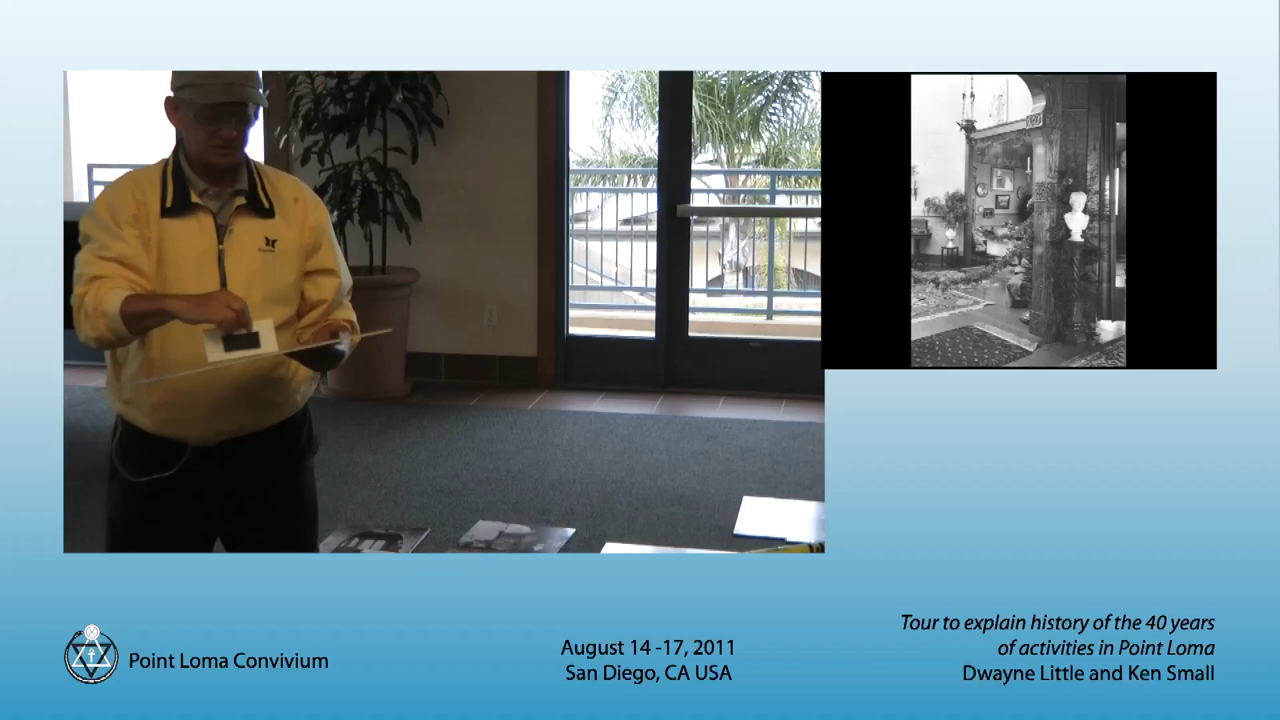 Point Loma Convivium
August 14 -17, 2011
San Diego, CA USA
Tour to explain history of the 40 years
of activities in Point Loma
Dwayne Little and Ken Small